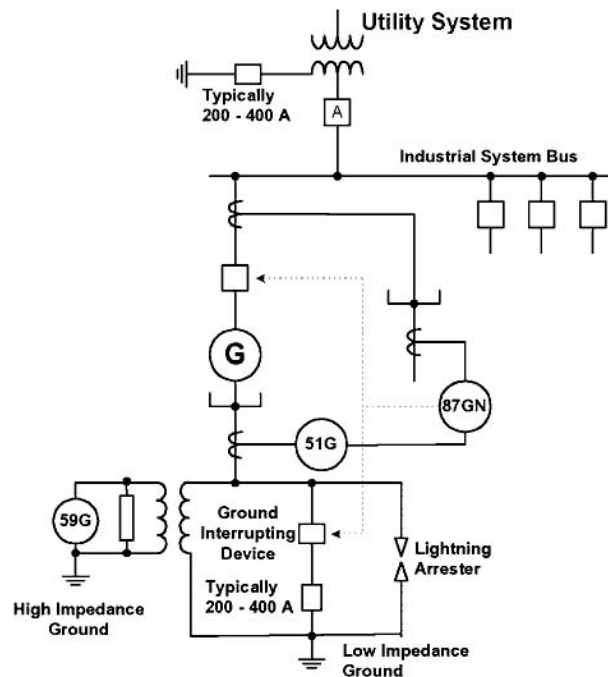 Utility System
Typically
200 - 400 A
A
Industrial System Bus
G
87GN
51G
59G
Ground
Interrupting
Device
Lightning
Arrester
Typically
200 - 400 A
High Impedance
Ground
Low Impedance
Ground